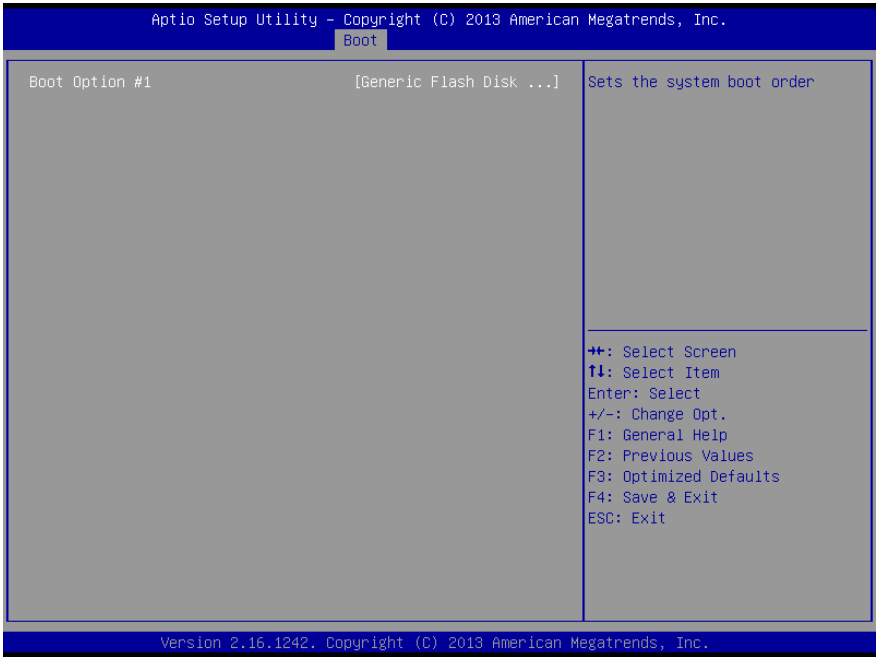 Aptio Setup Utility – Copyright (C) 2013 American Megatrends, Inc.
Boot
Boot Option #1 [Generic Flash Disk ...]
Sets the system boot order
→←: Select Screen
↑↓: Select Item
Enter: Select
+/-: Change Opt.
F1: General Help
F2: Previous Values
F3: Optimized Defaults
F4: Save & Exit
ESC: Exit
Version 2.16.1242. Copyright (C) 2013 American Megatrends, Inc.